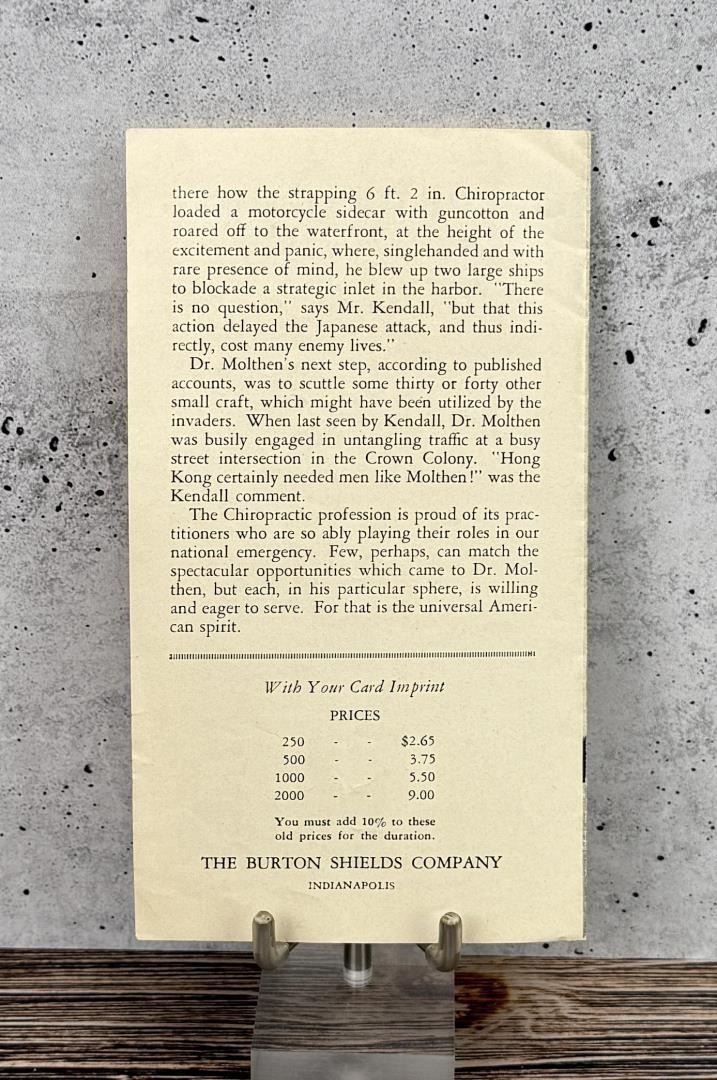 there how the strapping 6 ft. 2 in. Chiropractor
loaded a motorcycle sidecar with guncotton and
roared off to the waterfront, at the height of the
excitement and panic, where, singlehanded and with
rare presence of mind, he blew up two large ships
to blockade a strategic inlet in the harbor. "There
is no question," says Mr. Kendall, "but that this
action delayed the Japanese attack, and thus indi-
rectly, cost many enemy lives."
Dr. Molthen's next step, according to published
accounts, was to scuttle some thirty or forty other
small craft, which might have been utilized by the
invaders. When last seen by Kendall, Dr. Molthen
was busily engaged in untangling traffic at a busy
street intersection in the Crown Colony. "Hong
Kong certainly needed men like Molthen!" was the
Kendall comment.
The Chiropractic profession is proud of its prac-
titioners who are so ably playing their roles in our
national emergency. Few, perhaps, can match the
spectacular opportunities which came to Dr. Mol-
then, but each, in his particular sphere, is willing
and eager to serve. For that is the universal Ameri-
can spirit.
With Your Card Imprint
PRICES
250 - - $2.65
500 - - 3.75
1000 - - 5.50
2000 - - 9.00
You must add 10% to these
old prices for the duration.
THE BURTON SHIELDS COMPANY
INDIANAPOLIS